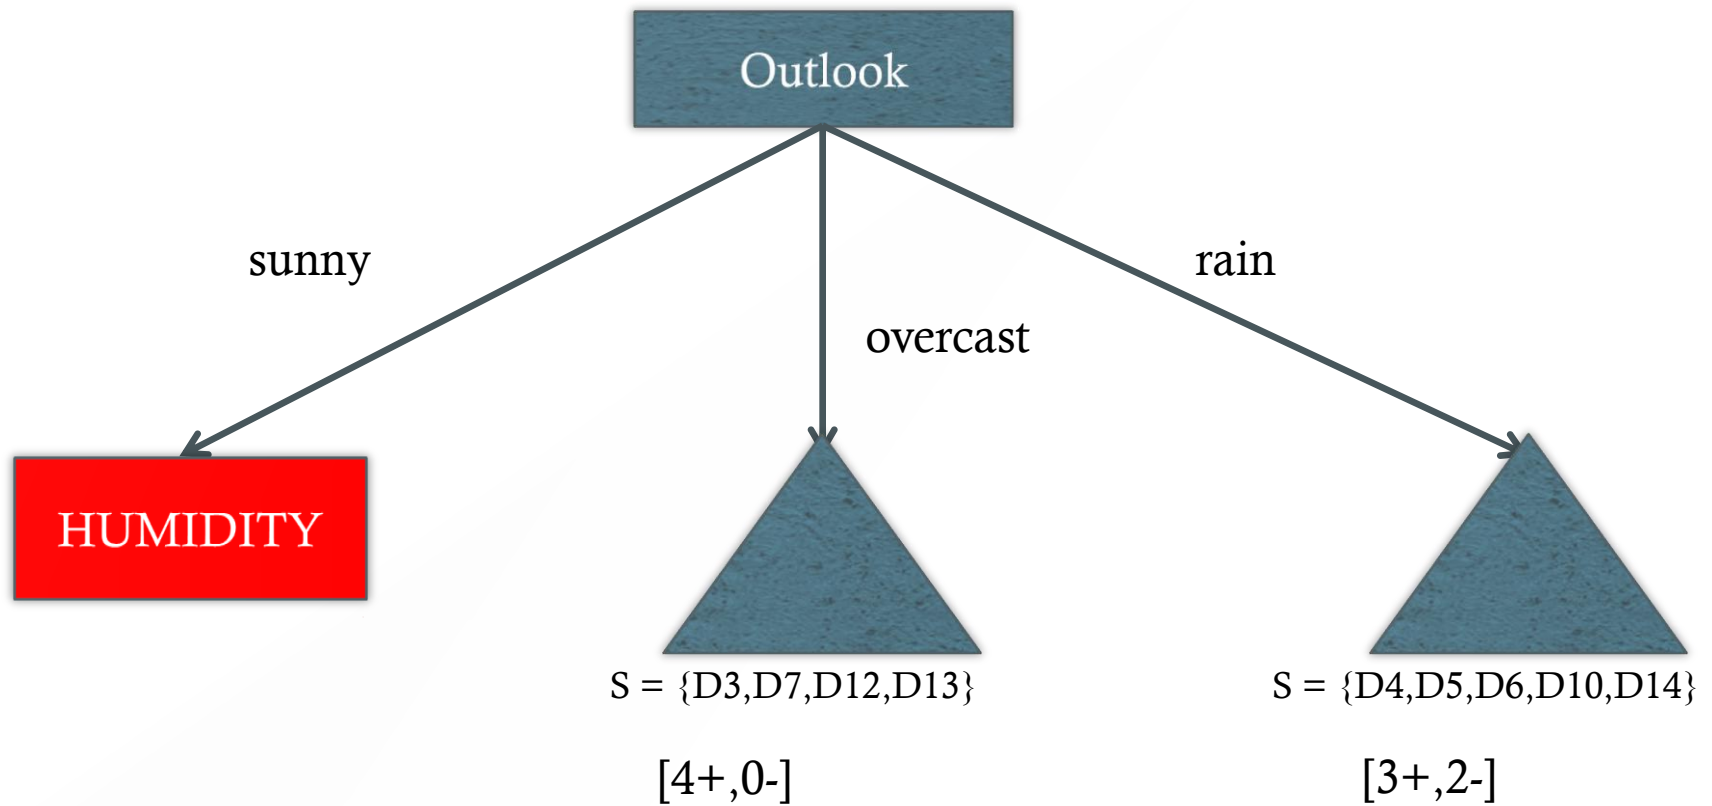 Outlook
sunny
rain
overcast
HUMIDITY
S = {D3,D7,D12,D13}
S = {D4,D5,D6,D10,D14}
[4+,0-]
[3+,2-]